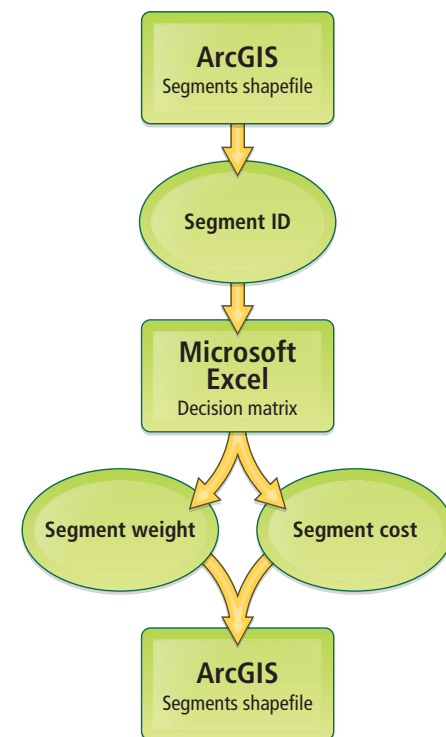 ArcGIS
Segments shapefile
Segment ID
Microsoft
Excel
Decision matrix
Segment weight
Segment cost
ArcGIS
Segments shapefile